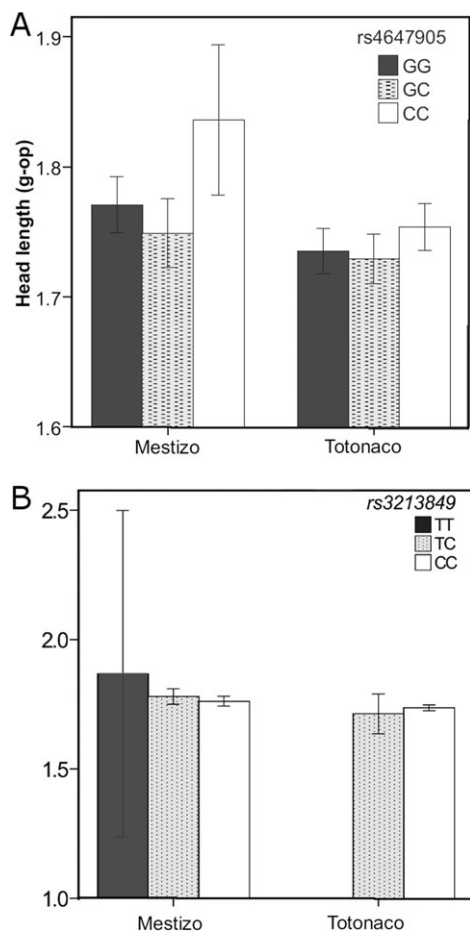 A
1.9
1.8
1.7
1.6
Head length (g-op)
rs4647905
GG
GC
CC
Mestizo
Totonaco
B
2.5
2.0
1.5
1.0
rs3213849
TT
TC
CC
Mestizo
Totonaco